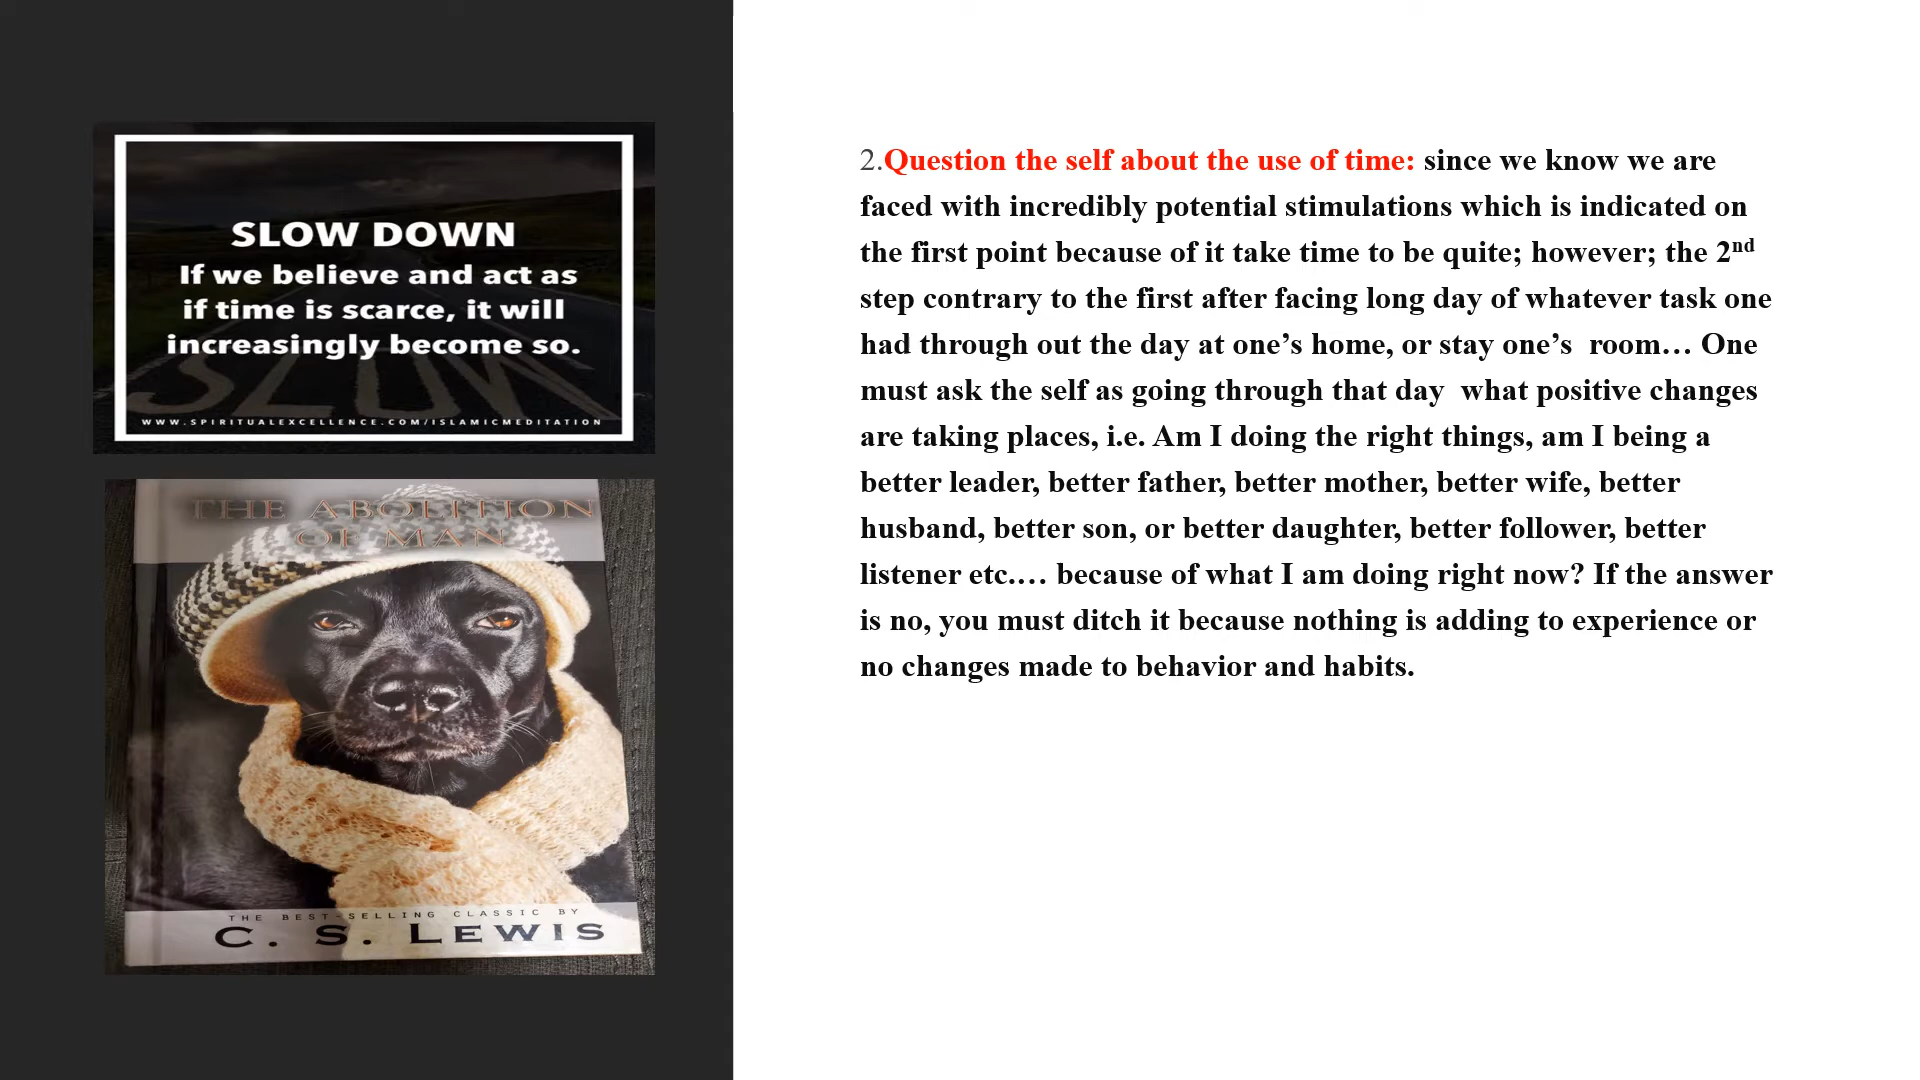 SLOW DOWN
If we believe and act as
if time is scarce, it will
increasingly become so.
SLOW
WWW.SPIRITUALEXCELLENCE.COM/ISLAMICMEDITATION
THE ABOLITION
OF MAN
THE BEST-SELLING CLASSIC BY
C. S. LEWIS
2.Question the self about the use of time: since we know we are
faced with incredibly potential stimulations which is indicated on
the first point because of it take time to be quite; however; the 2nd
step contrary to the first after facing long day of whatever task one
had through out the day at one’s home, or stay one’s  room… One
must ask the self as going through that day  what positive changes
are taking places, i.e. Am I doing the right things, am I being a
better leader, better father, better mother, better wife, better
husband, better son, or better daughter, better follower, better
listener etc.… because of what I am doing right now? If the answer
is no, you must ditch it because nothing is adding to experience or
no changes made to behavior and habits.